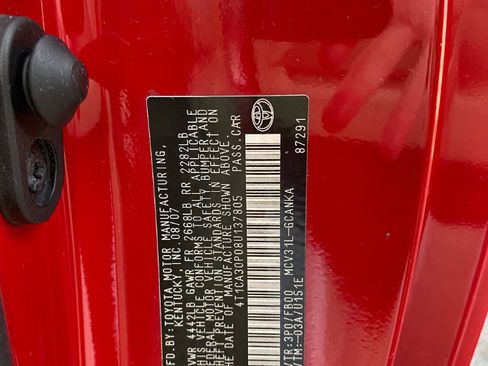 MFD. BY: TOYOTA MOTOR MANUFACTURING,
KENTUCKY, INC. 08/07
GVWR 4442LB GAWR FR 2668LB RR 2282LB
THIS VEHICLE CONFORMS TO ALL APPLICABLE
FEDERAL MOTOR VEHICLE SAFETY, BUMPER, AND
THEFT PREVENTION STANDARDS IN EFFECT
ON THE DATE OF MANUFACTURE SHOWN ABOVE.
4T1CA30P08U137805 PASS.CAR
C/TR:3P0/FB00 MCV31L-GCANKA
A/TM:-03A/U151E 87291